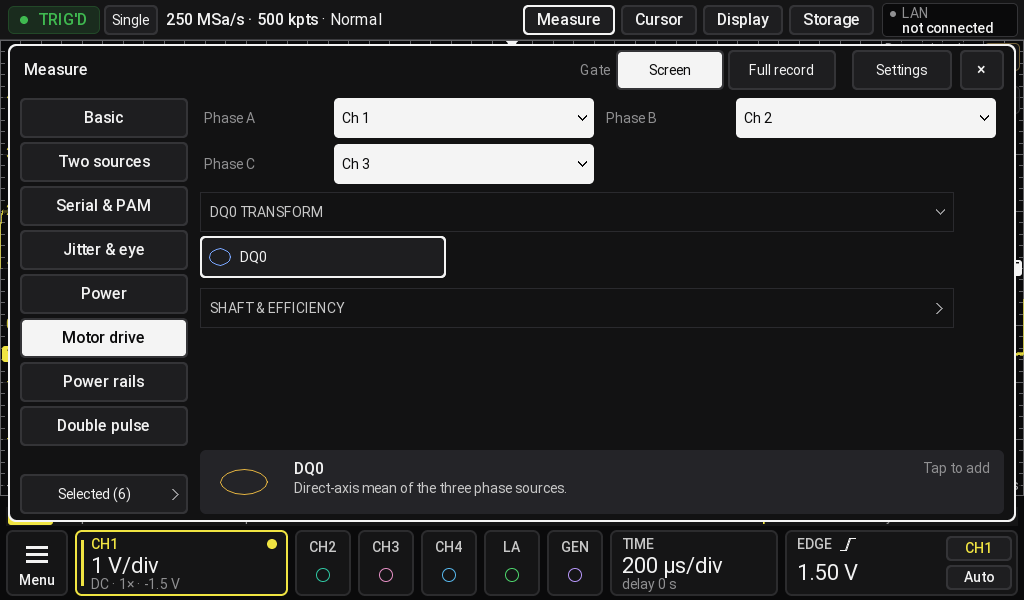 TRIG'D
Single
250 MSa/s · 500 kpts · Normal
Measure
Cursor
Display
Storage
LAN
not connected
Measure
Gate
Screen
Full record
Settings
×
Basic
Two sources
Serial & PAM
Jitter & eye
Power
Motor drive
Power rails
Double pulse
Selected (6)
Phase A
Ch 1
Phase B
Ch 2
Phase C
Ch 3
DQ0 TRANSFORM
DQ0
SHAFT & EFFICIENCY
DQ0
Tap to add
Direct-axis mean of the three phase sources.
Menu
CH1
1 V/div
DC · 1× · -1.5 V
CH2
CH3
CH4
LA
GEN
TIME
200 µs/div
delay 0 s
EDGE
1.50 V
CH1
Auto